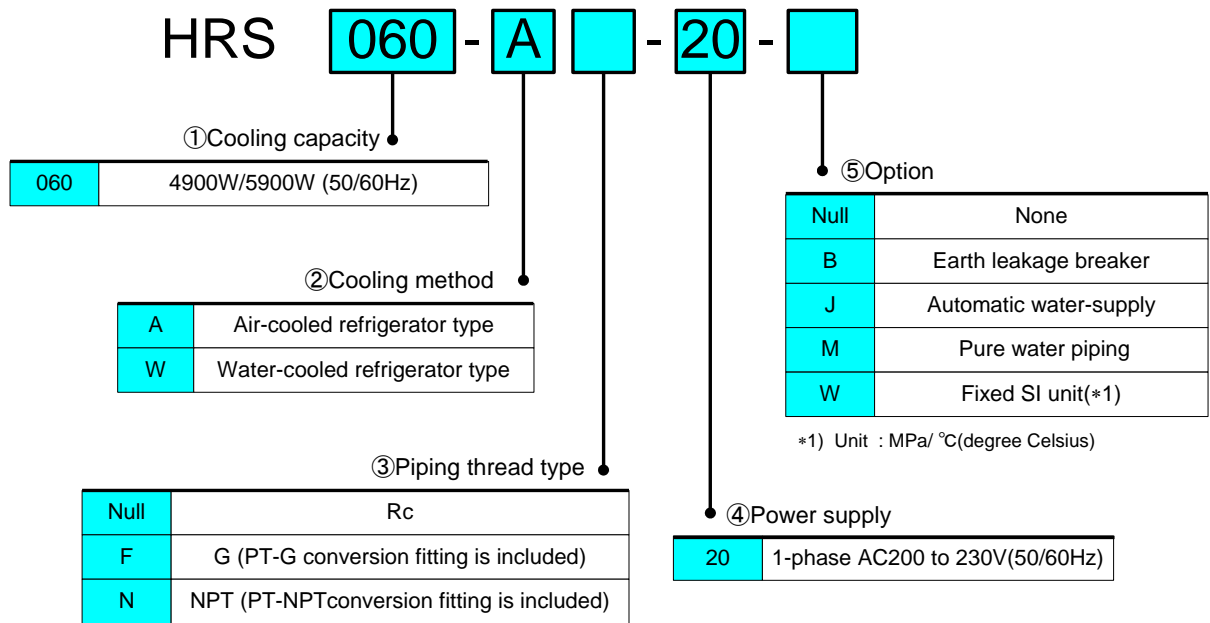 HRS 060 - A - 20 -
①Cooling capacity
060 4900W/5900W (50/60Hz)
②Cooling method
A Air-cooled refrigerator type
W Water-cooled refrigerator type
③Piping thread type
Null Rc
F G (PT-G conversion fitting is included)
N NPT (PT-NPTconversion fitting is included)
④Power supply
20 1-phase AC200 to 230V(50/60Hz)
⑤Option
Null None
B Earth leakage breaker
J Automatic water-supply
M Pure water piping
W Fixed SI unit(∗1)
∗1) Unit : MPa/ ℃(degree Celsius)